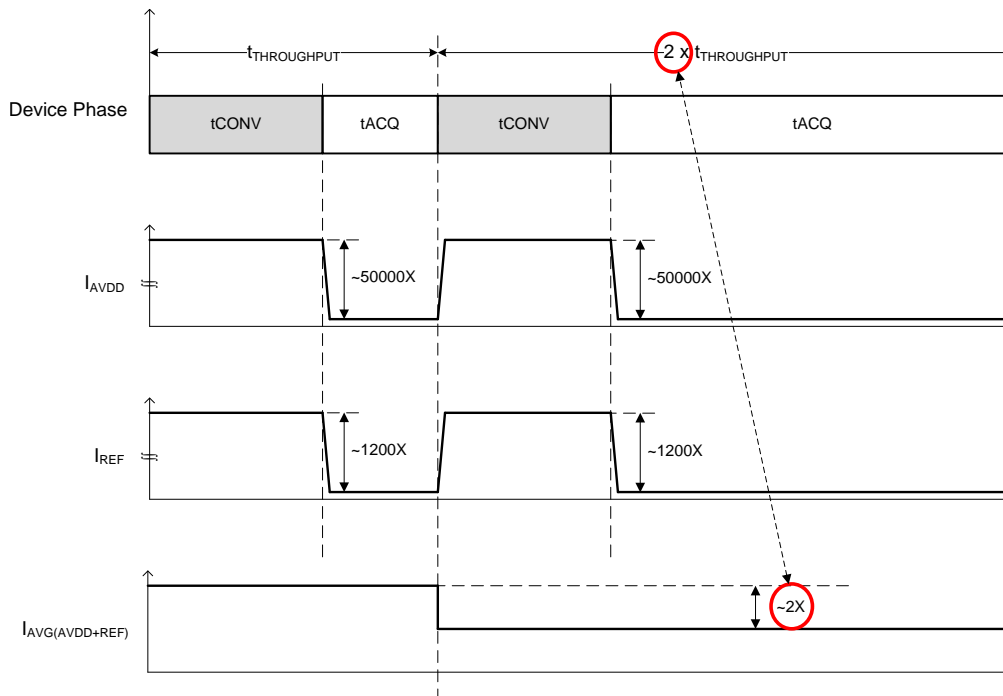 tTHROUGHPUT 2 x tTHROUGHPUT
Device Phase tCONV tACQ tCONV tACQ
IAVDD ~50000X ~50000X
IREF ~1200X ~1200X
IAVG(AVDD+REF) ~2X